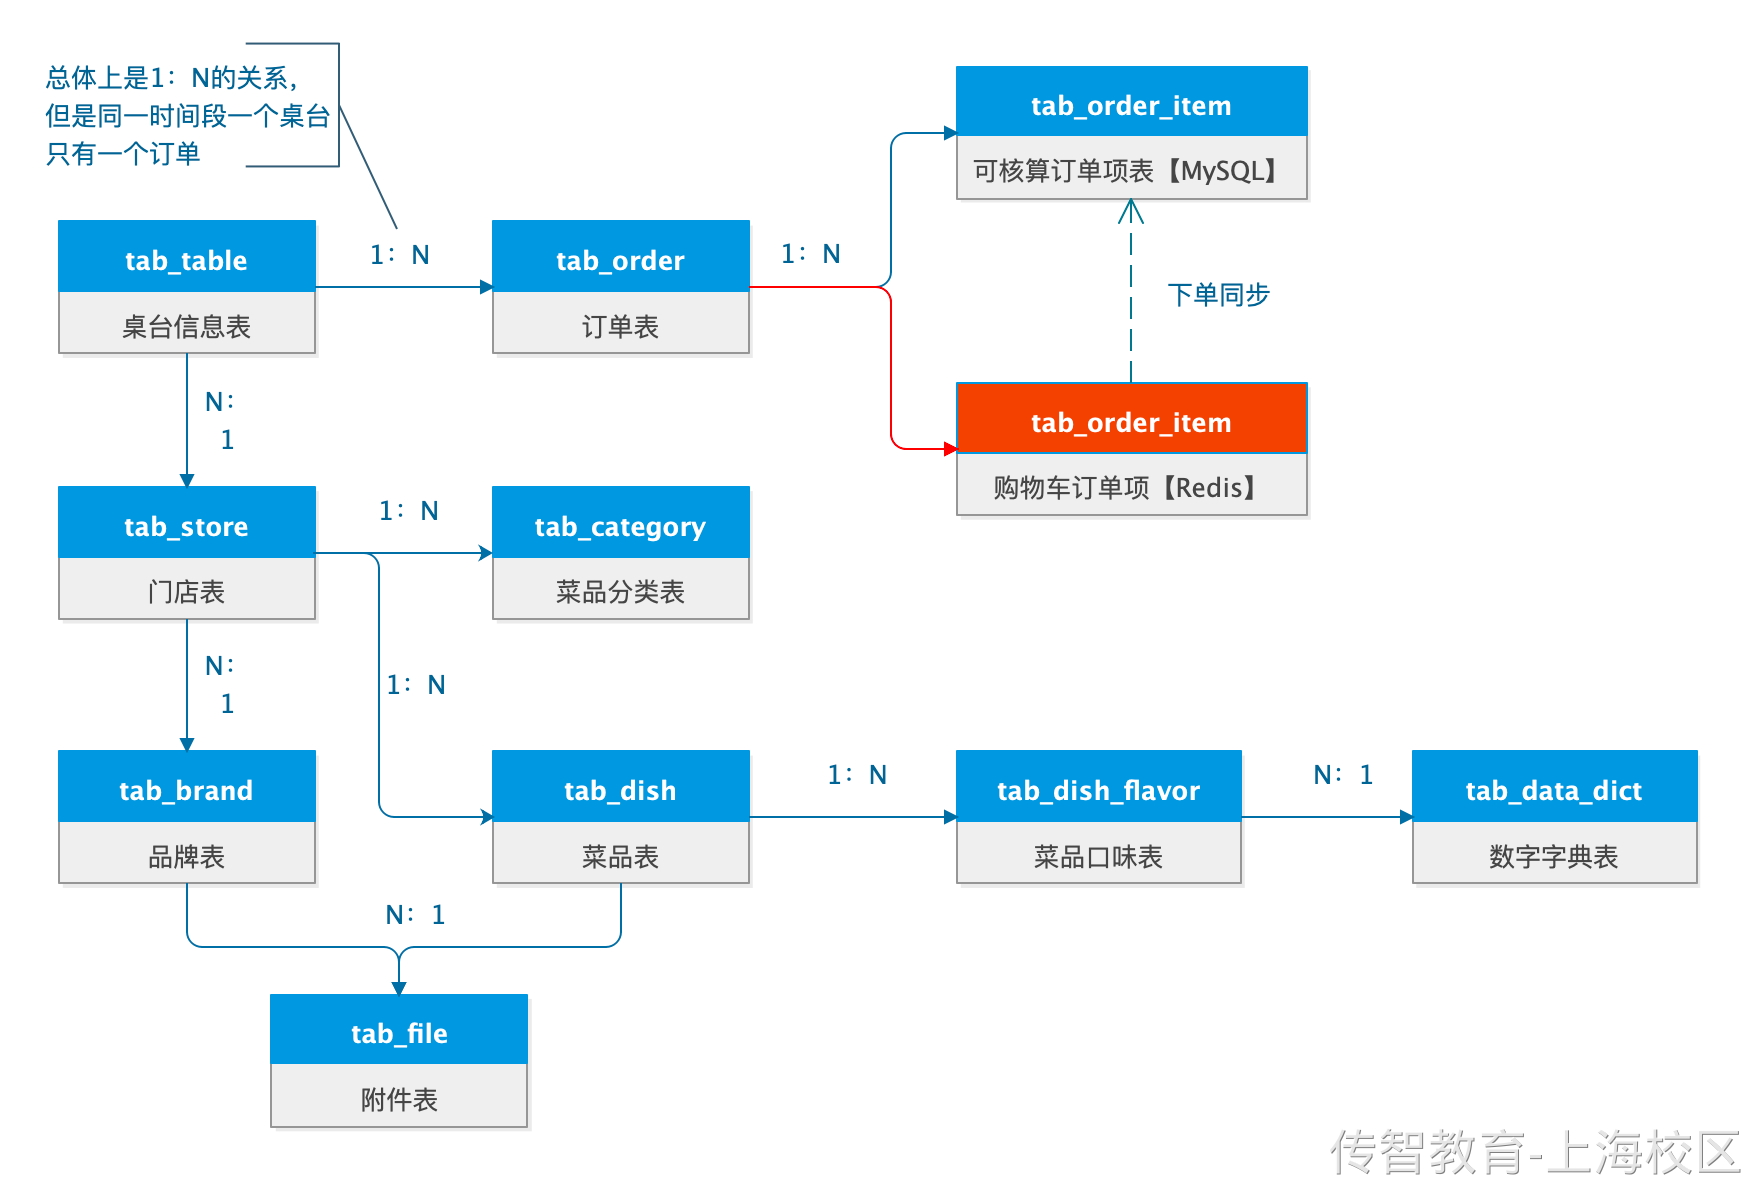 总体上是1：N的关系，
但是同一时间段一个桌台
只有一个订单
tab_order_item
可核算订单项表【MySQL】
tab_table
桌台信息表
1：N
tab_order
订单表
1：N
下单同步
tab_order_item
购物车订单项【Redis】
N：
1
tab_store
门店表
1：N
tab_category
菜品分类表
N：
1
1：N
tab_brand
品牌表
tab_dish
菜品表
1：N
tab_dish_flavor
菜品口味表
N：1
tab_data_dict
数字字典表
N：1
tab_file
附件表
传智教育-上海校区